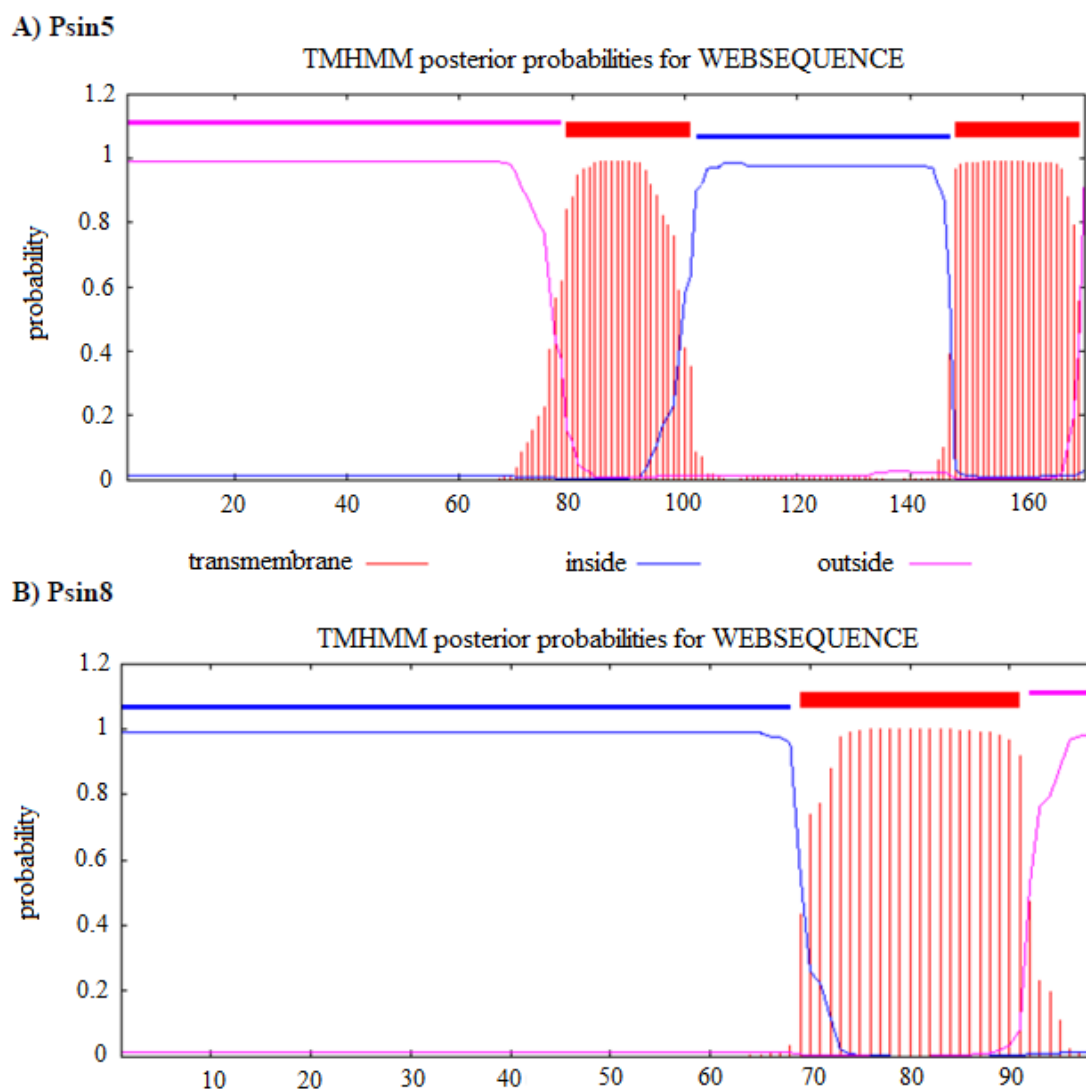 A) Psin5
TMHMM posterior probabilities for WEBSEQUENCE
1.2
1
0.8
0.6
0.4
0.2
0
probability
20 40 60 80 100 120 140 160
transmembrane inside outside
B) Psin8
TMHMM posterior probabilities for WEBSEQUENCE
1.2
1
0.8
0.6
0.4
0.2
0
probability
10 20 30 40 50 60 70 80 90